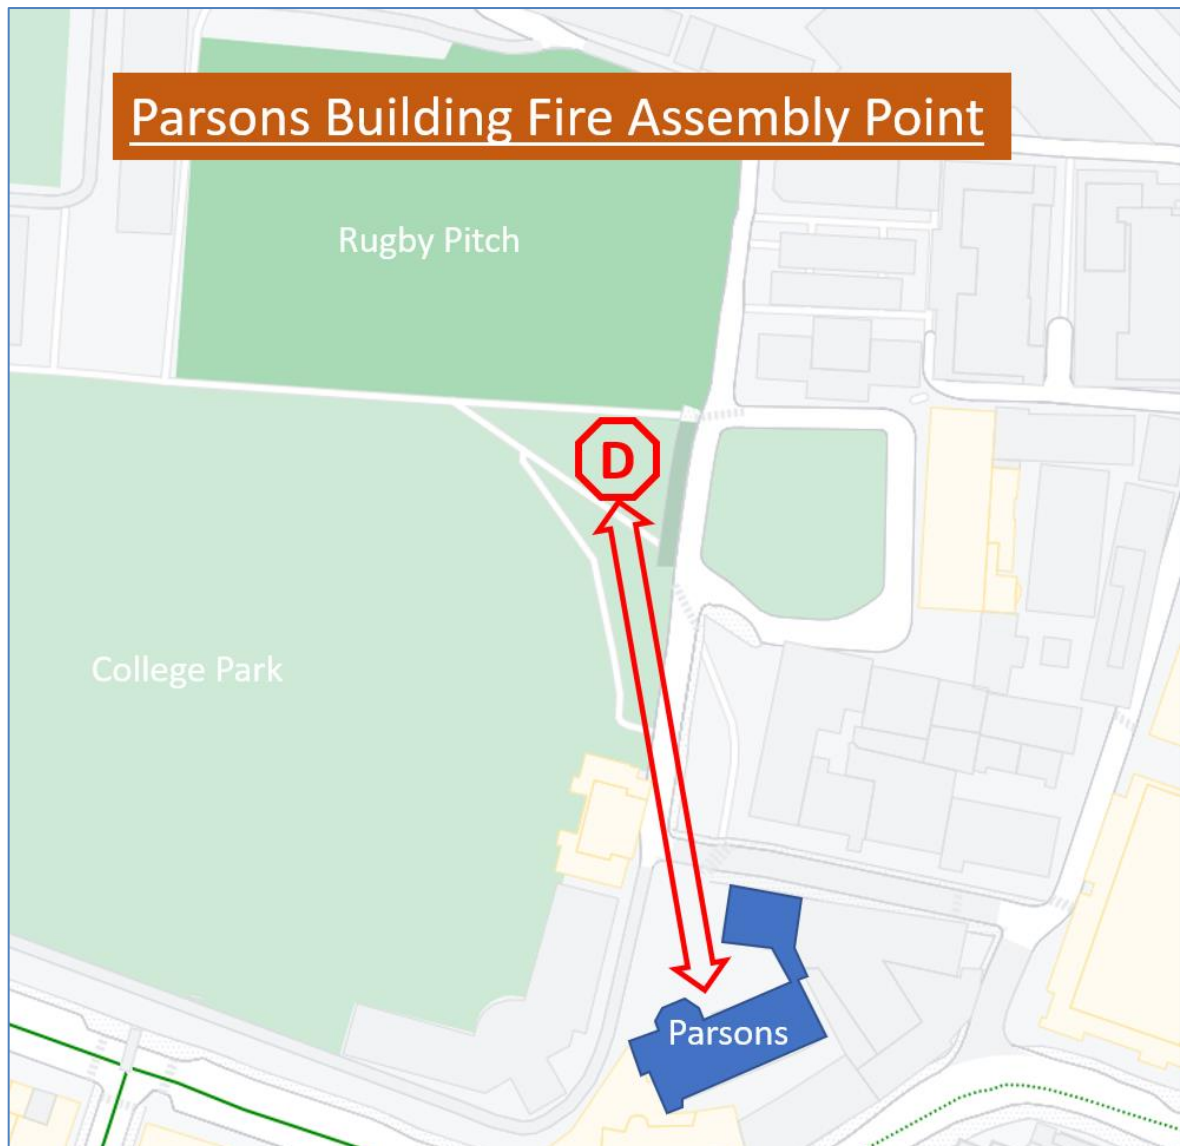 Parsons Building Fire Assembly Point
Rugby Pitch
D
College Park
Parsons